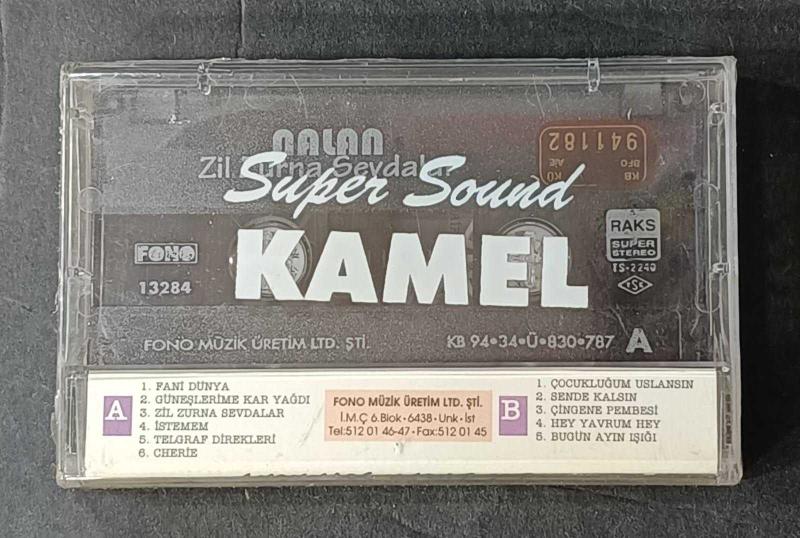 NALAN
Zil Zurna Sevdalar
Super Sound
KAMEL
941182
KB
BFO
KÜ
AİE
FONO
13284
RAKS
SUPER
STEREO
TS-2240
TSE
FONO MÜZİK ÜRETİM LTD. ŞTİ.
KB 94•34•Ü•830•787 A
A
1. FANİ DÜNYA
2. GÜNEŞLERİME KAR YAĞDI
3. ZİL ZURNA SEVDALAR
4. İSTEMEM
5. TELGRAF DİREKLERİ
6. CHERİE
FONO MÜZİK ÜRETİM LTD. ŞTİ.
İ.M.Ç 6.Blok • 6438 • Unk • İst
Tel:512 01 46-47 • Fax:512 01 45
B
1. ÇOCUKLUĞUM USLANSIN
2. SENDE KALSIN
3. ÇİNGENE PEMBESİ
4. HEY YAVRUM HEY
5. BUGÜN AYIN IŞIĞI